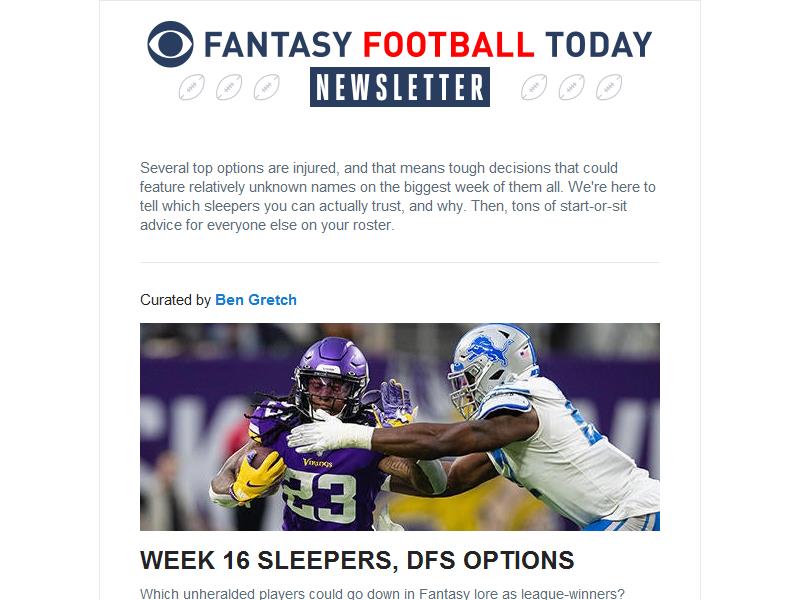 FANTASY FOOTBALL TODAY
NEWSLETTER
Several top options are injured, and that means tough decisions that could
feature relatively unknown names on the biggest week of them all. We're here to
tell which sleepers you can actually trust, and why. Then, tons of start-or-sit
advice for everyone else on your roster.
Curated by Ben Gretch
Vikings
23
WEEK 16 SLEEPERS, DFS OPTIONS
Which unheralded players could go down in Fantasy lore as league-winners?